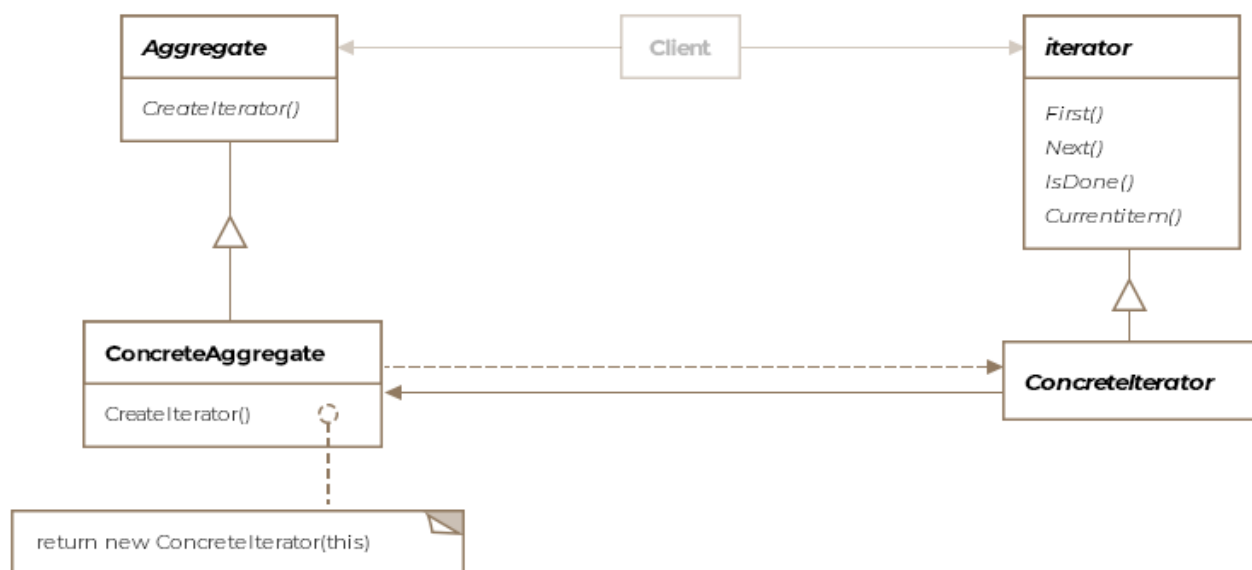 Aggregate
CreateIterator()
Client
iterator
First()
Next()
IsDone()
Currentitem()
ConcreteAggregate
CreateIterator()
ConcreteIterator
return new ConcreteIterator(this)